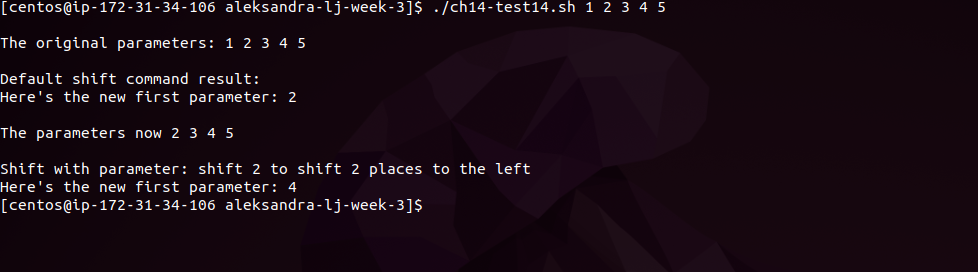 [centos@ip-172-31-34-106 aleksandra-lj-week-3]$ ./ch14-test14.sh 1 2 3 4 5
The original parameters: 1 2 3 4 5
Default shift command result:
Here's the new first parameter: 2
The parameters now 2 3 4 5
Shift with parameter: shift 2 to shift 2 places to the left
Here's the new first parameter: 4
[centos@ip-172-31-34-106 aleksandra-lj-week-3]$